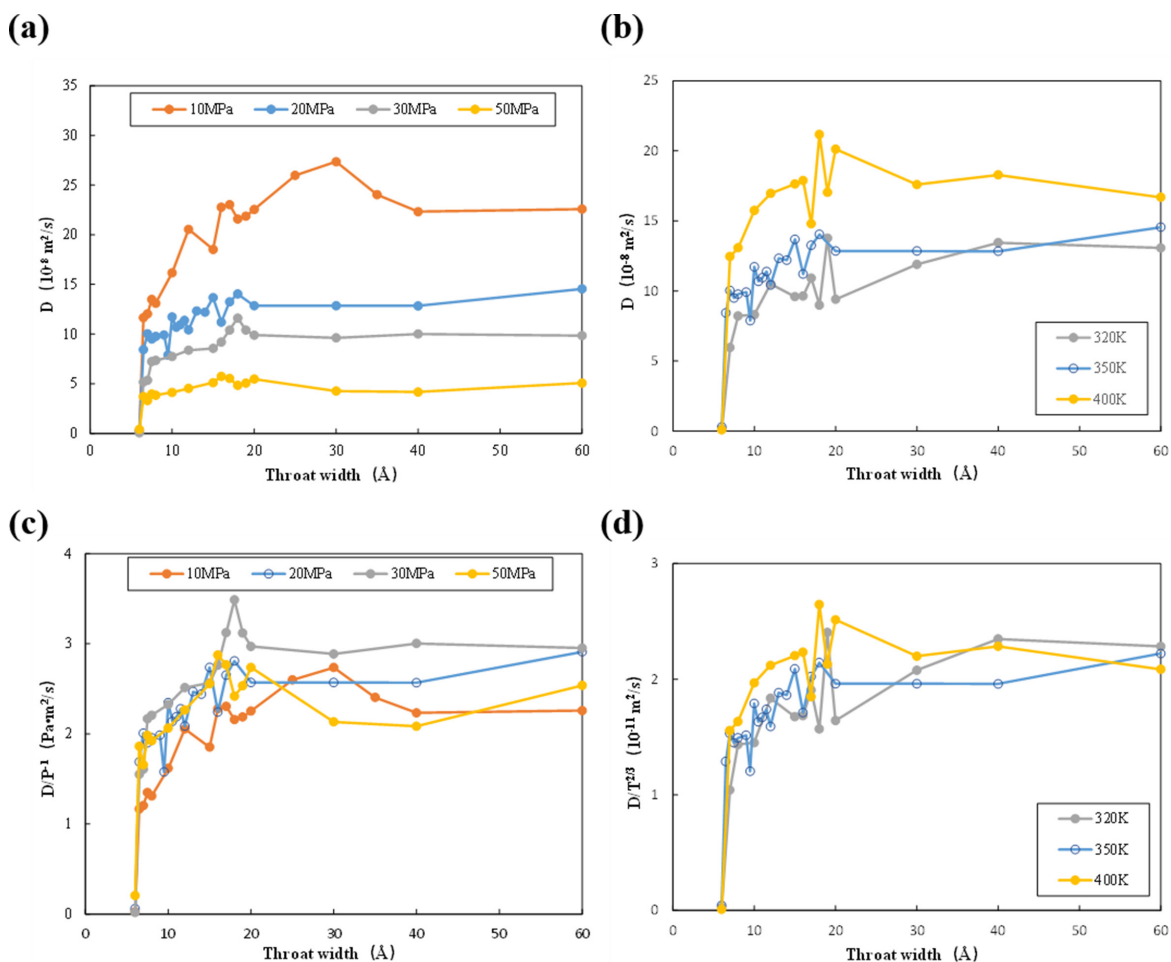 (a)
35
30
25
20
15
10
5
0
D (10⁻⁸ m²/s)
10MPa 20MPa 30MPa 50MPa
0 10 20 30 40 50 60
Throat width (Å)
(b)
25
20
15
10
5
0
D (10⁻⁸ m²/s)
320K
350K
400K
0 10 20 30 40 50 60
Throat width (Å)
(c)
4
3
2
1
0
D/P⁻¹ (Pa•m²/s)
10MPa 20MPa 30MPa 50MPa
0 10 20 30 40 50 60
Throat width (Å)
(d)
3
2
1
0
D/T²ᐟ³ (10⁻¹¹ m²/s)
320K
350K
400K
0 10 20 30 40 50 60
Throat width (Å)